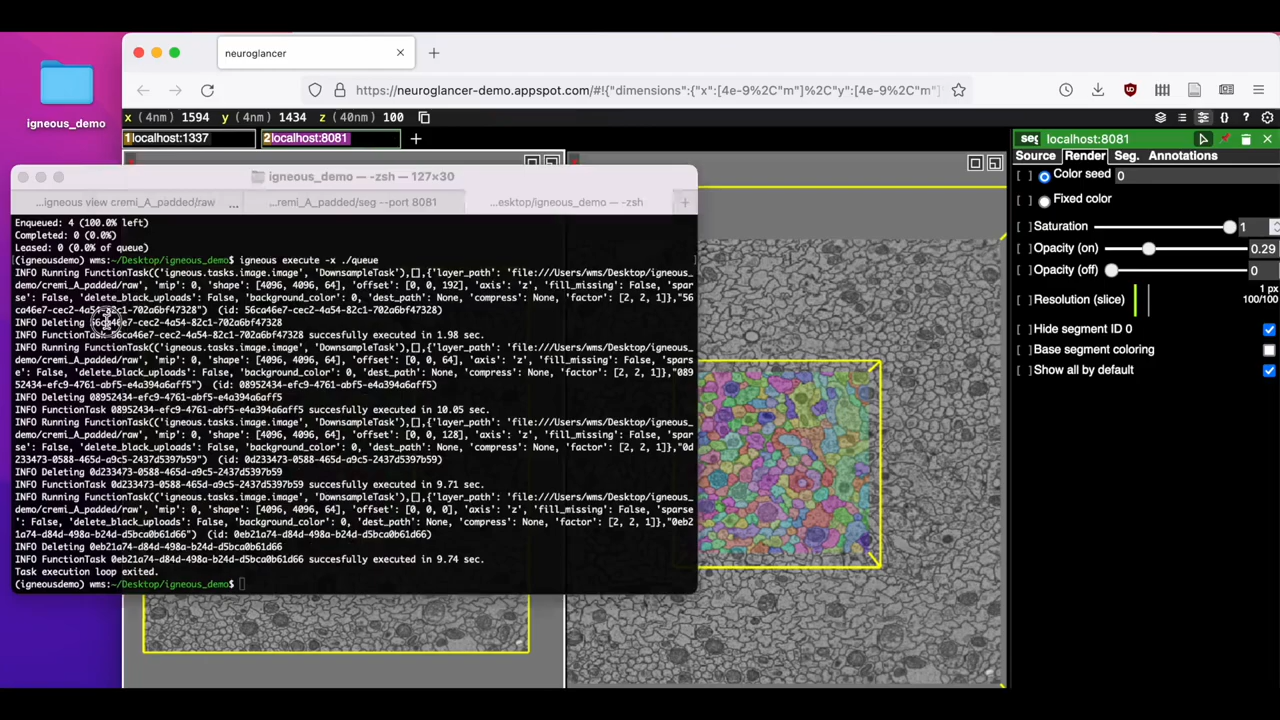 neuroglancer
https://neuroglancer-demo.appspot.com/#!{"dimensions":{"x":[4e-9%2C"m"]%2C"y":[4e-9%2C"m"]%2C
igneous_demo
x (4nm) 1594 y (4nm) 1434 z (40nm) 100
1localhost:1337
2localhost:8081
seg localhost:8081
Source Render Seg. Annotations
[ ] Color seed 0
[ ] Fixed color
[ ] Saturation 1
[ ] Opacity (on) 0.29
[ ] Opacity (off) 0
[ ] Resolution (slice) 1 px
100/100
[ ] Hide segment ID 0
[ ] Base segment coloring
[ ] Show all by default
igneous_demo — -zsh — 127×30
...igneous view cremi_A_padded/raw ...
...remi_A_padded/seg --port 8081
...esktop/igneous_demo — -zsh
Enqueued: 4 (100.0% left)
Completed: 0 (0.0%)
Leased: 0 (0.0% of queue)
(igneousdemo) wms:~/Desktop/igneous_demo$ igneous execute -x ./queue
INFO Running FunctionTask(('igneous.tasks.image.image', 'DownsampleTask'),[],{'layer_path': 'file:///Users/wms/Desktop/igneous_
demo/cremi_A_padded/raw', 'mip': 0, 'shape': [4096, 4096, 64], 'offset': [0, 0, 192], 'axis': 'z', 'fill_missing': False, 'spar
se': False, 'delete_black_uploads': False, 'background_color': 0, 'dest_path': None, 'compress': None, 'factor': [2, 2, 1]},"56
ca46e7-cec2-4a54-82c1-702a6bf47328") (id: 56ca46e7-cec2-4a54-82c1-702a6bf47328)
INFO Deleting 56ca46e7-cec2-4a54-82c1-702a6bf47328
INFO FunctionTask 56ca46e7-cec2-4a54-82c1-702a6bf47328 succesfully executed in 1.98 sec.
INFO Running FunctionTask(('igneous.tasks.image.image', 'DownsampleTask'),[],{'layer_path': 'file:///Users/wms/Desktop/igneous_
demo/cremi_A_padded/raw', 'mip': 0, 'shape': [4096, 4096, 64], 'offset': [0, 0, 64], 'axis': 'z', 'fill_missing': False, 'spars
e': False, 'delete_black_uploads': False, 'background_color': 0, 'dest_path': None, 'compress': None, 'factor': [2, 2, 1]},"089
52434-efc9-4761-abf5-e4a394a6aff5") (id: 08952434-efc9-4761-abf5-e4a394a6aff5)
INFO Deleting 08952434-efc9-4761-abf5-e4a394a6aff5
INFO FunctionTask 08952434-efc9-4761-abf5-e4a394a6aff5 succesfully executed in 10.05 sec.
INFO Running FunctionTask(('igneous.tasks.image.image', 'DownsampleTask'),[],{'layer_path': 'file:///Users/wms/Desktop/igneous_
demo/cremi_A_padded/raw', 'mip': 0, 'shape': [4096, 4096, 64], 'offset': [0, 0, 128], 'axis': 'z', 'fill_missing': False, 'spar
se': False, 'delete_black_uploads': False, 'background_color': 0, 'dest_path': None, 'compress': None, 'factor': [2, 2, 1]},"0d
233473-0588-465d-a9c5-2437d5397b59") (id: 0d233473-0588-465d-a9c5-2437d5397b59)
INFO Deleting 0d233473-0588-465d-a9c5-2437d5397b59
INFO FunctionTask 0d233473-0588-465d-a9c5-2437d5397b59 succesfully executed in 9.71 sec.
INFO Running FunctionTask(('igneous.tasks.image.image', 'DownsampleTask'),[],{'layer_path': 'file:///Users/wms/Desktop/igneous_
demo/cremi_A_padded/raw', 'mip': 0, 'shape': [4096, 4096, 64], 'offset': [0, 0, 0], 'axis': 'z', 'fill_missing': False, 'sparse
': False, 'delete_black_uploads': False, 'background_color': 0, 'dest_path': None, 'compress': None, 'factor': [2, 2, 1]},"0eb2
1a74-d84d-498a-b24d-d5bca0b61d66") (id: 0eb21a74-d84d-498a-b24d-d5bca0b61d66)
INFO Deleting 0eb21a74-d84d-498a-b24d-d5bca0b61d66
INFO FunctionTask 0eb21a74-d84d-498a-b24d-d5bca0b61d66 succesfully executed in 9.74 sec.
Task execution loop exited.
(igneousdemo) wms:~/Desktop/igneous_demo$